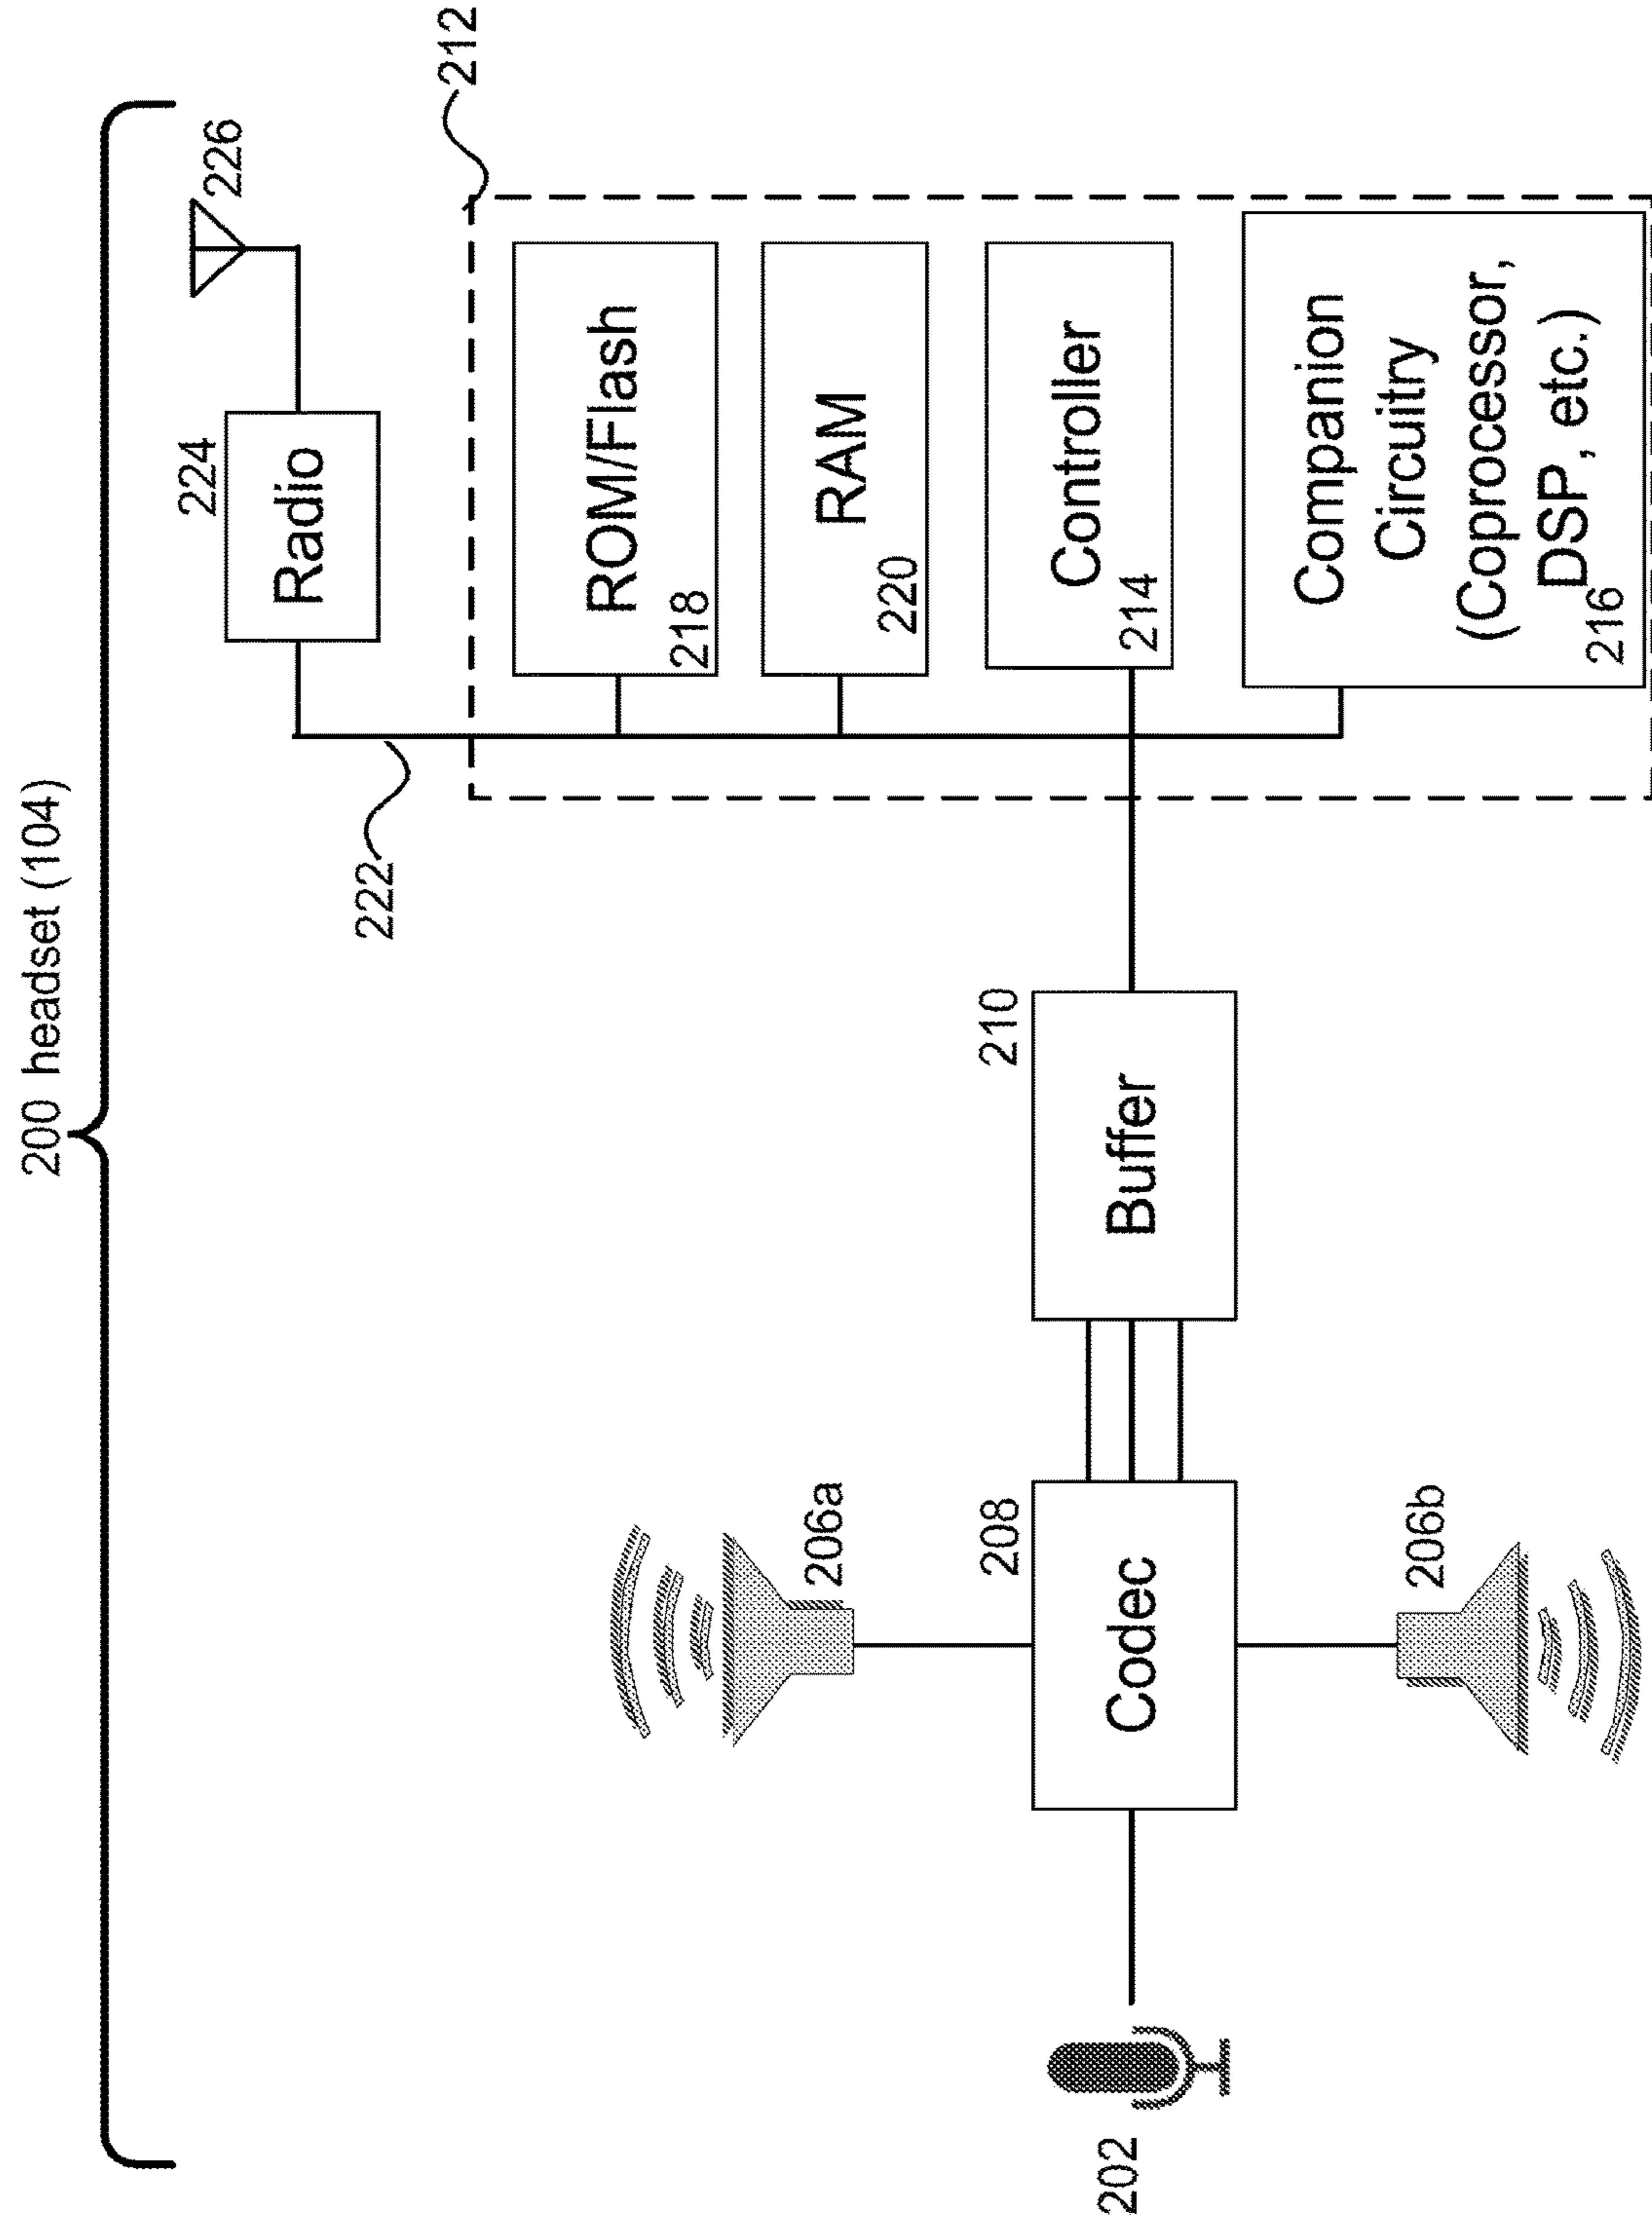 200 headset (104)
226
212
224
Radio
222
ROM/Flash
218
RAM
220
Controller
214
Companion
Circuitry
(Coprocessor,
DSP, etc.)
216
210
Buffer
206a
208
Codec
206b
202